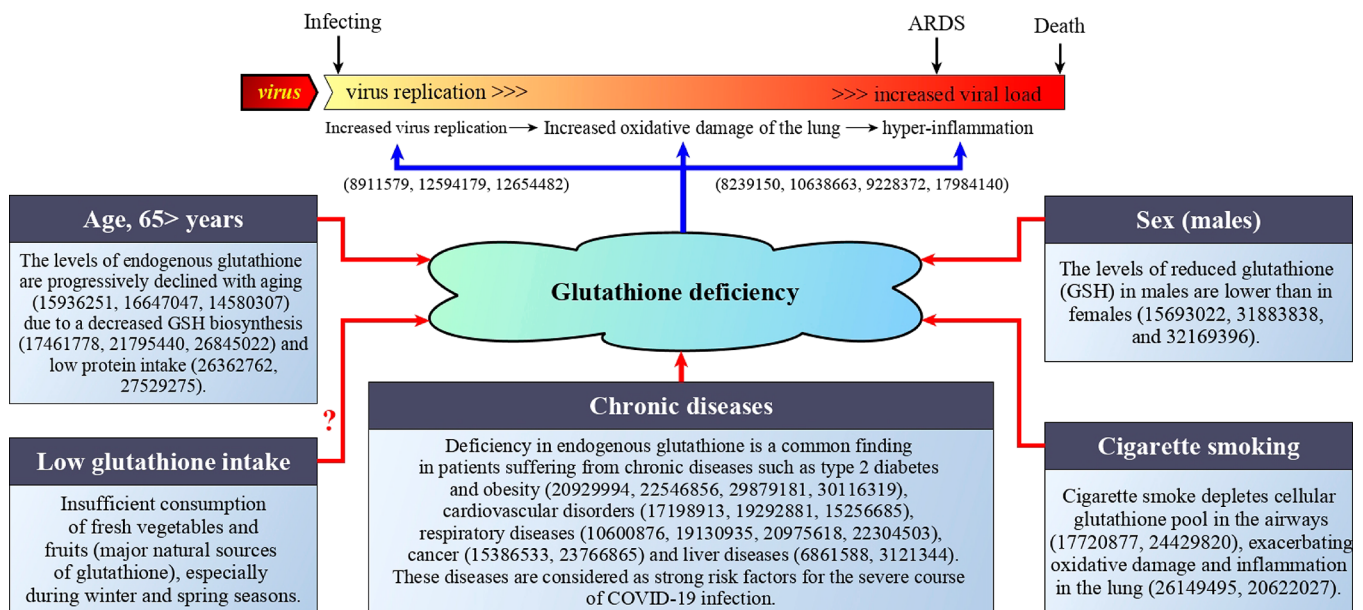 Infecting
ARDS
Death
virus
virus replication >>>
>>> increased viral load
Increased virus replication → Increased oxidative damage of the lung → hyper-inflammation
(8911579, 12594179, 12654482)
(8239150, 10638663, 9228372, 17984140)
Age, 65> years
The levels of endogenous glutathione
are progressively declined with aging
(15936251, 16647047, 14580307)
due to a decreased GSH biosynthesis
(17461778, 21795440, 26845022) and
low protein intake (26362762,
27529275).
Glutathione deficiency
Sex (males)
The levels of reduced glutathione
(GSH) in males are lower than in
females (15693022, 31883838,
and 32169396).
?
Low glutathione intake
Insufficient consumption
of fresh vegetables and
fruits (major natural sources
of glutathione), especially
during winter and spring seasons.
Chronic diseases
Deficiency in endogenous glutathione is a common finding
in patients suffering from chronic diseases such as type 2 diabetes
and obesity (20929994, 22546856, 29879181, 30116319),
cardiovascular disorders (17198913, 19292881, 15256685),
respiratory diseases (10600876, 19130935, 20975618, 22304503),
cancer (15386533, 23766865) and liver diseases (6861588, 3121344).
These diseases are considered as strong risk factors for the severe course
of COVID-19 infection.
Cigarette smoking
Cigarette smoke depletes cellular
glutathione pool in the airways
(17720877, 24429820), exacerbating
oxidative damage and inflammation
in the lung (26149495, 20622027).